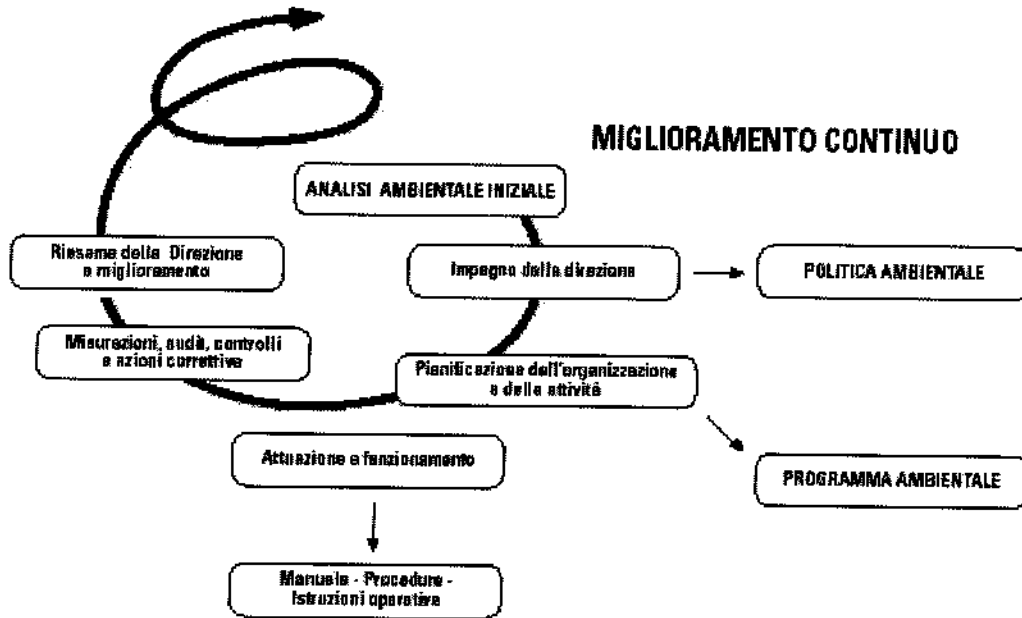 MIGLIORAMENTO CONTINUO
ANALISI AMBIENTALE INIZIALE
Riesame della Direzione
e miglioramento
Impegno della direzione
POLITICA AMBIENTALE
Misurazioni, audit, controlli
e azioni correttive
Pianificazione dell'organizzazione
e delle attività
Attuazione e funzionamento
PROGRAMMA AMBIENTALE
Manuale - Procedure -
Istruzioni operative